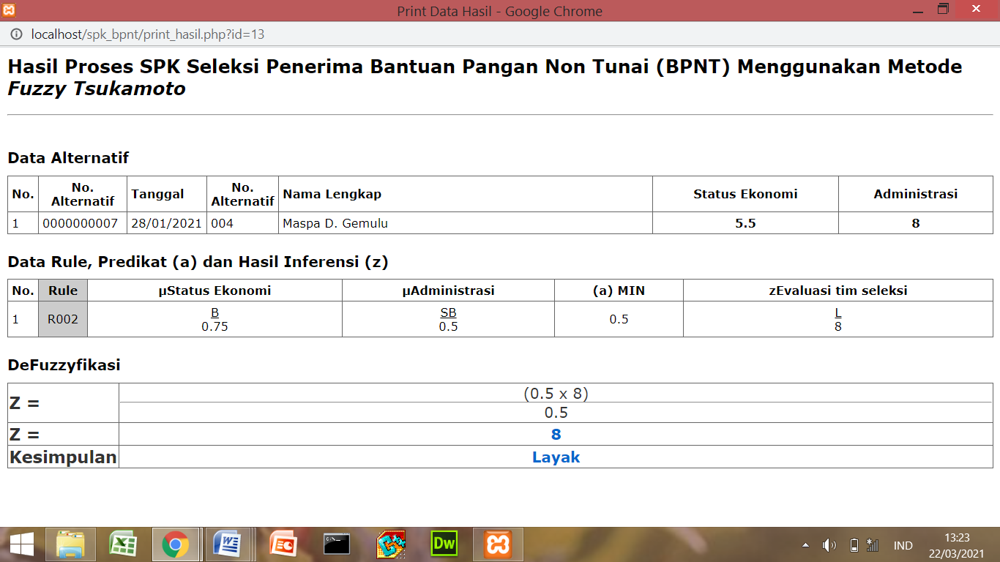 Print Data Hasil - Google Chrome
localhost/spk_bpnt/print_hasil.php?id=13
Hasil Proses SPK Seleksi Penerima Bantuan Pangan Non Tunai (BPNT) Menggunakan Metode
Fuzzy Tsukamoto
Data Alternatif
No. No. Alternatif Tanggal No. Alternatif Nama Lengkap Status Ekonomi Administrasi
1 0000000007 28/01/2021 004 Maspa D. Gemulu 5.5 8
Data Rule, Predikat (a) dan Hasil Inferensi (z)
No. Rule µStatus Ekonomi µAdministrasi (a) MIN zEvaluasi tim seleksi
1 R002 B 0.75 SB 0.5 0.5 L 8
DeFuzzyfikasi
Z = (0.5 x 8)
0.5
Z = 8
Kesimpulan Layak
Dw
IND
13:23
22/03/2021